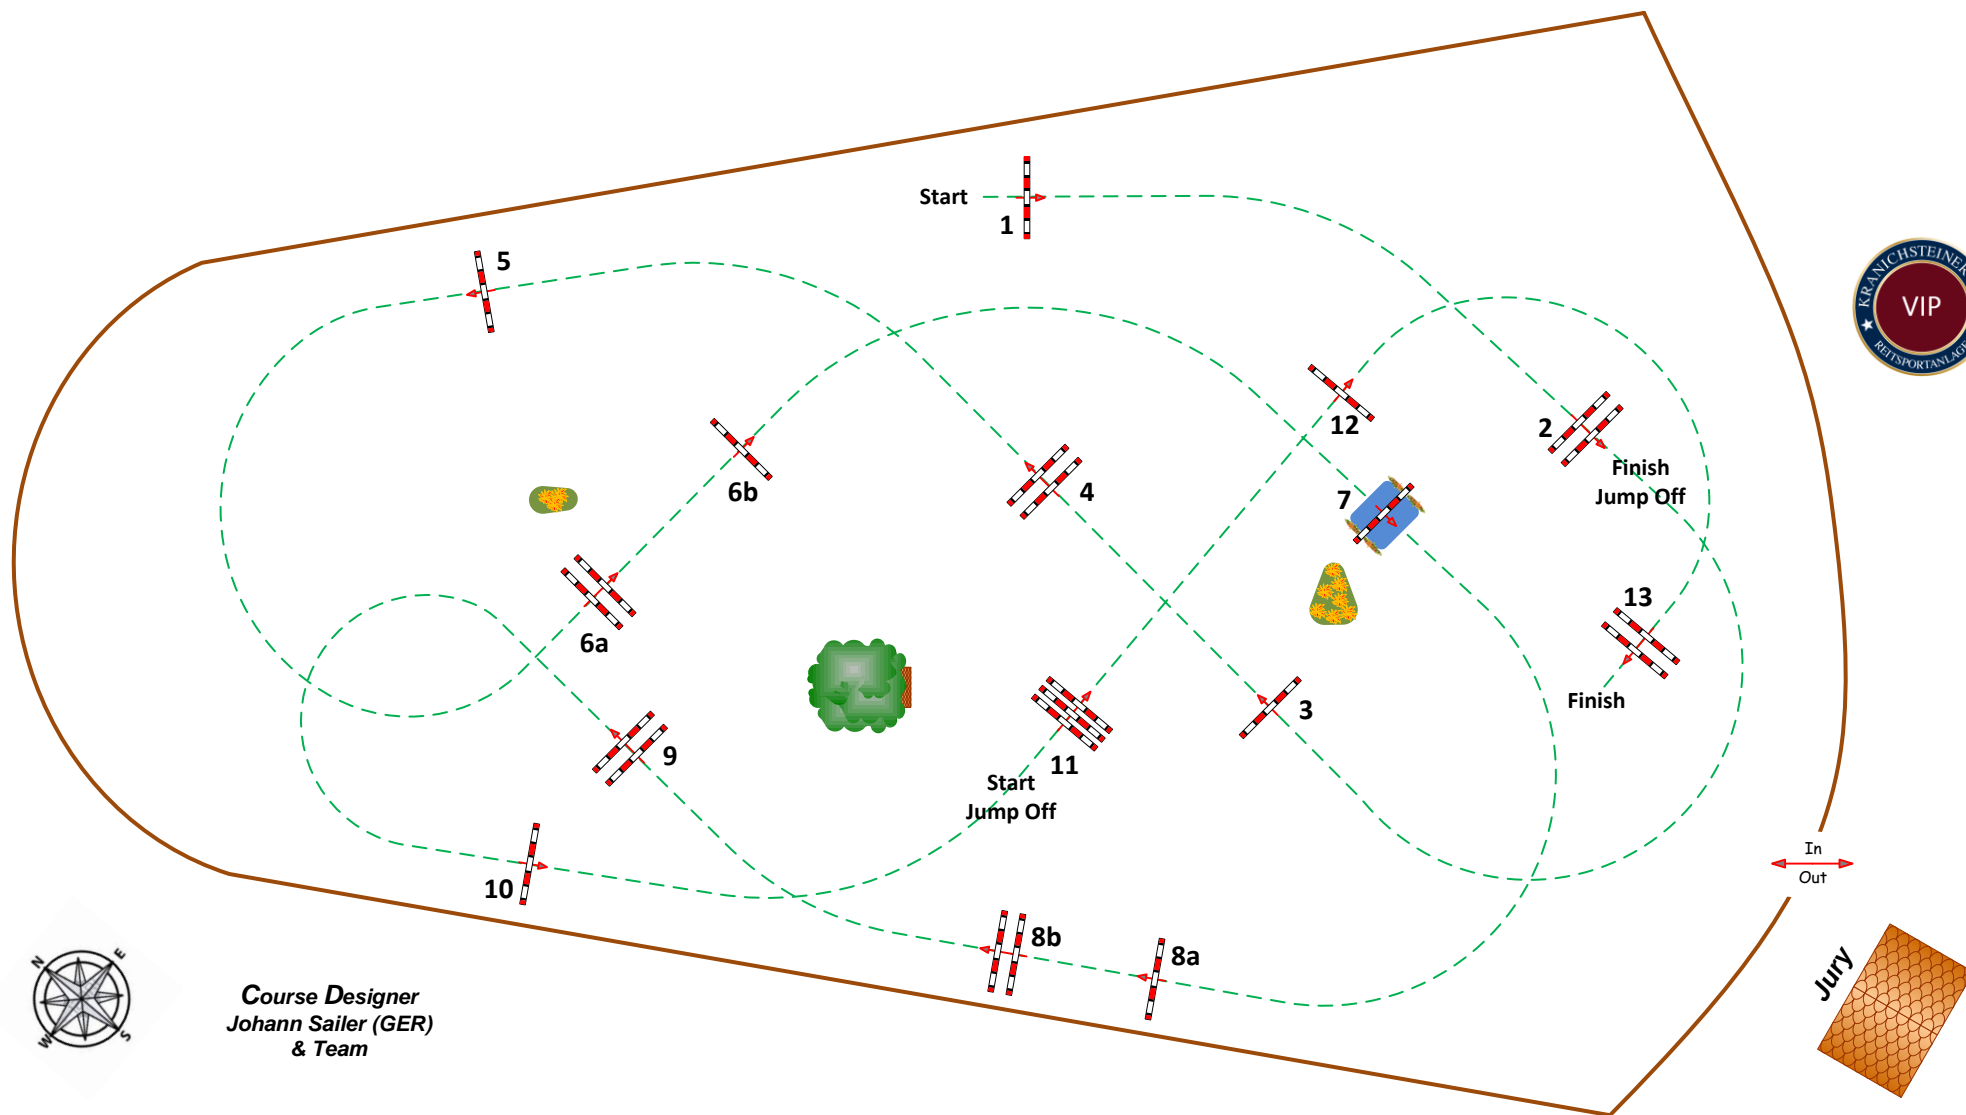 Start
1
5
KRANICHSTEINER
VIP
REITSPORTANLAGE
12
2
Finish
Jump Off
6b
4
7
13
6a
Finish
3
9
11
Start
Jump Off
In
Out
10
8b
8a
N
E
W
S
Course Designer
Johann Sailer (GER)
& Team
Jury